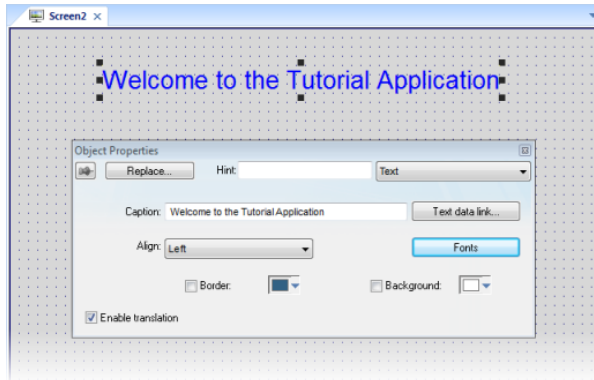 Screen2
Welcome to the Tutorial Application
Object Properties
Replace... Hint: Text
Caption: Welcome to the Tutorial Application Text data link...
Align: Left Fonts
Border: Background:
Enable translation